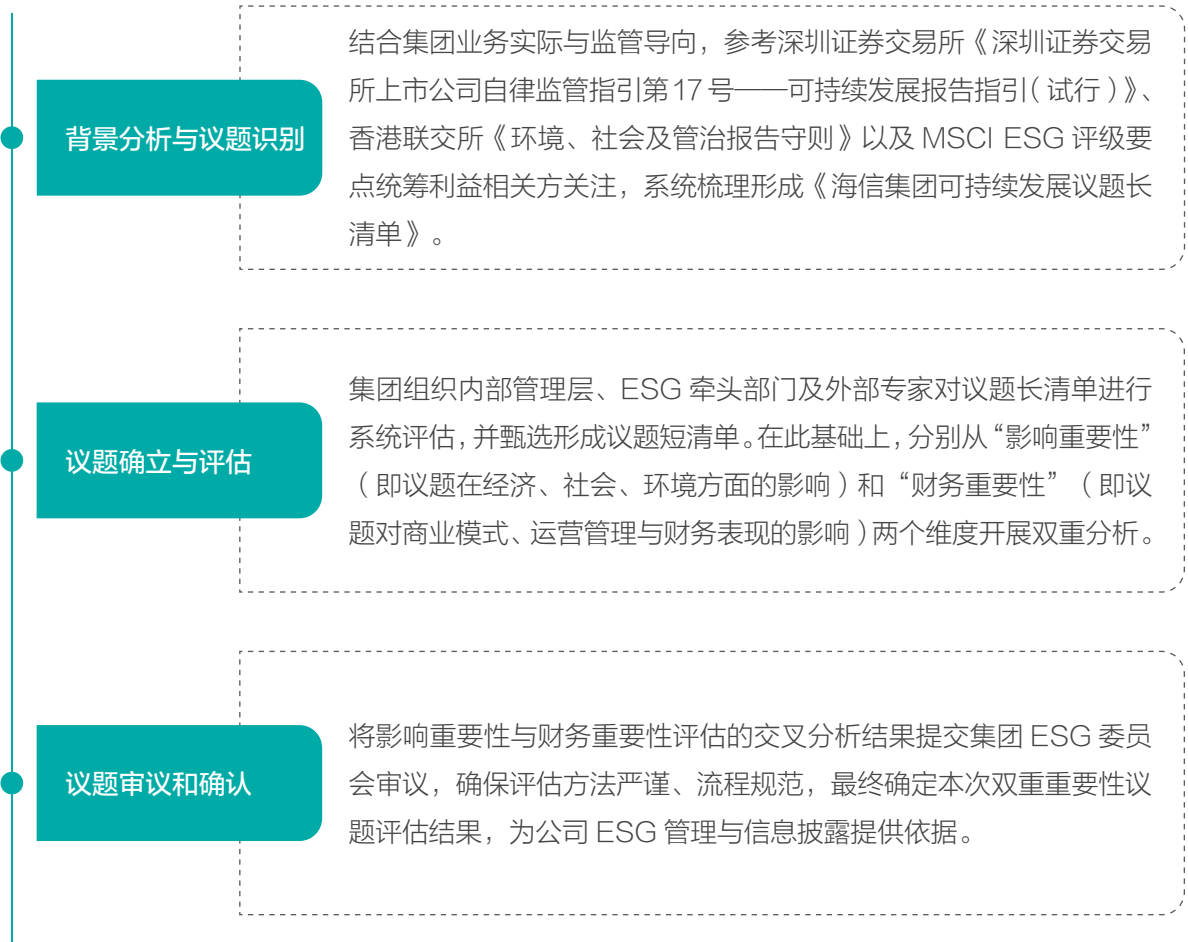 背景分析与议题识别
结合集团业务实际与监管导向，参考深圳证券交易所《深圳证券交易
所上市公司自律监管指引第17号——可持续发展报告指引（试行）》、
香港联交所《环境、社会及管治报告守则》以及 MSCI ESG 评级要
点统筹利益相关方关注，系统梳理形成《海信集团可持续发展议题长
清单》。
议题确立与评估
集团组织内部管理层、ESG 牵头部门及外部专家对议题长清单进行
系统评估，并甄选形成议题短清单。在此基础上，分别从“影响重要性”
（即议题在经济、社会、环境方面的影响）和“财务重要性”（即议
题对商业模式、运营管理与财务表现的影响）两个维度开展双重分析。
议题审议和确认
将影响重要性与财务重要性评估的交叉分析结果提交集团 ESG 委员
会审议，确保评估方法严谨、流程规范，最终确定本次双重重要性议
题评估结果，为公司 ESG 管理与信息披露提供依据。